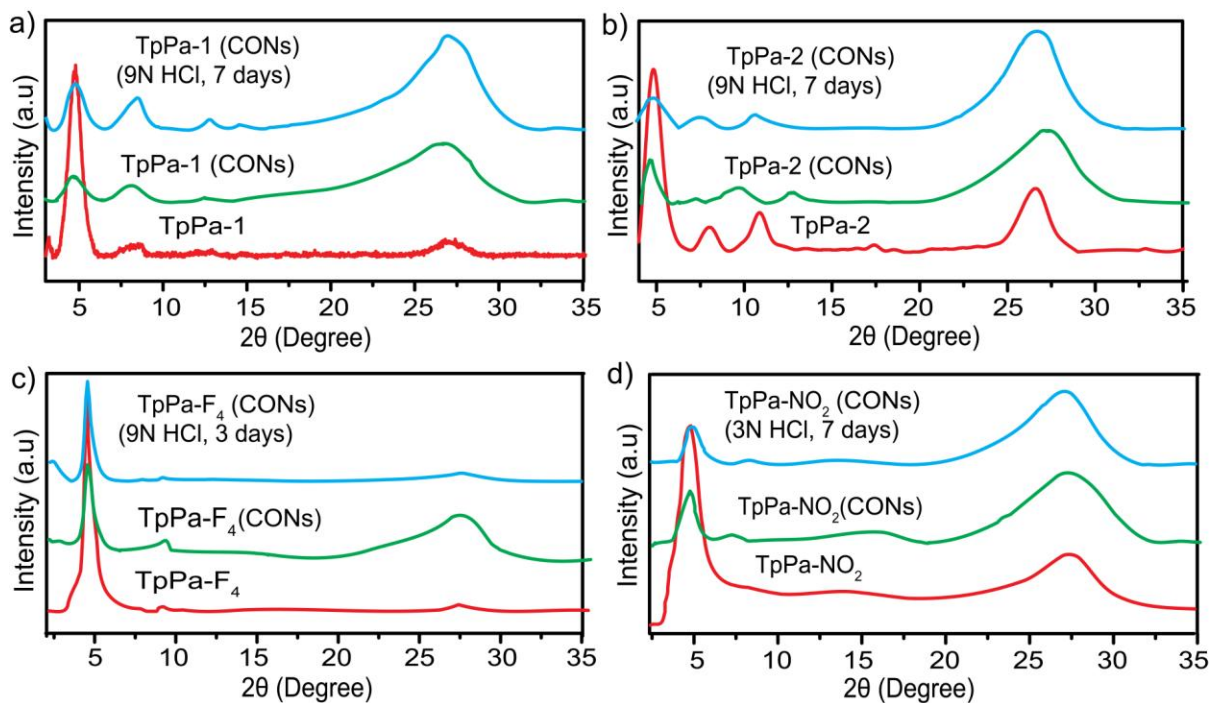 a)
TpPa-1 (CONs)
(9N HCl, 7 days)
TpPa-1 (CONs)
TpPa-1
Intensity (a.u)
5 10 15 20 25 30 35
2θ (Degree)
b)
TpPa-2 (CONs)
(9N HCl, 7 days)
TpPa-2 (CONs)
TpPa-2
Intensity (a.u)
5 10 15 20 25 30 35
2θ (Degree)
c)
TpPa-F₄ (CONs)
(9N HCl, 3 days)
TpPa-F₄(CONs)
TpPa-F₄
Intensity (a.u)
5 10 15 20 25 30 35
2θ (Degree)
d)
TpPa-NO₂ (CONs)
(3N HCl, 7 days)
TpPa-NO₂(CONs)
TpPa-NO₂
Intensity (a.u)
5 10 15 20 25 30 35
2θ (Degree)